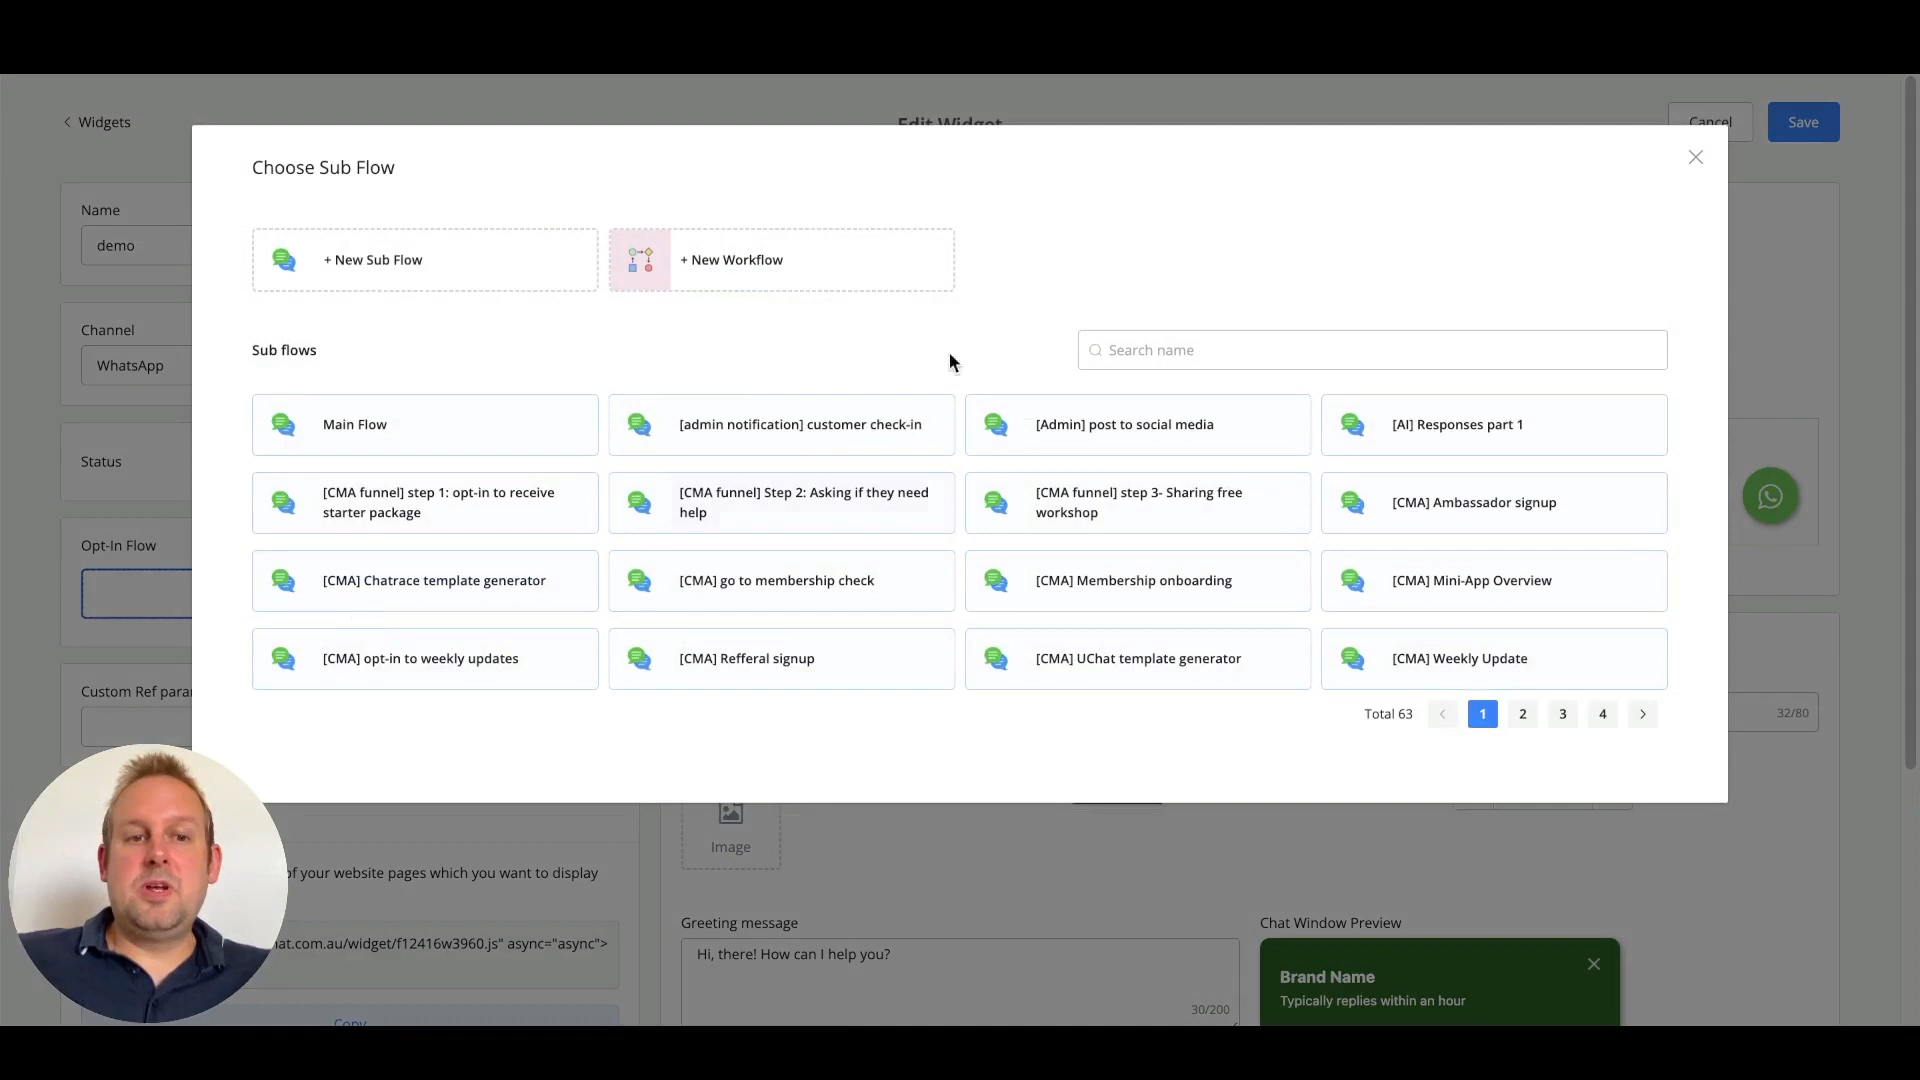 Widgets
Edit Widget
Cancel
Save
Choose Sub Flow
Name
demo
+ New Sub Flow
+ New Workflow
Channel
WhatsApp
Sub flows
Search name
Main Flow
[admin notification] customer check-in
[Admin] post to social media
[AI] Responses part 1
Status
[CMA funnel] step 1: opt-in to receive
starter package
[CMA funnel] Step 2: Asking if they need
help
[CMA funnel] step 3- Sharing free
workshop
[CMA] Ambassador signup
Opt-In Flow
[CMA] Chatrace template generator
[CMA] go to membership check
[CMA] Membership onboarding
[CMA] Mini-App Overview
[CMA] opt-in to weekly updates
[CMA] Refferal signup
[CMA] UChat template generator
[CMA] Weekly Update
Custom Ref para
Total 63
1
2
3
4
32/80
Image
of your website pages which you want to display
hat.com.au/widget/f12416w3960.js" async="async">
Copy
Greeting message
Hi, there! How can I help you?
30/200
Chat Window Preview
Brand Name
Typically replies within an hour